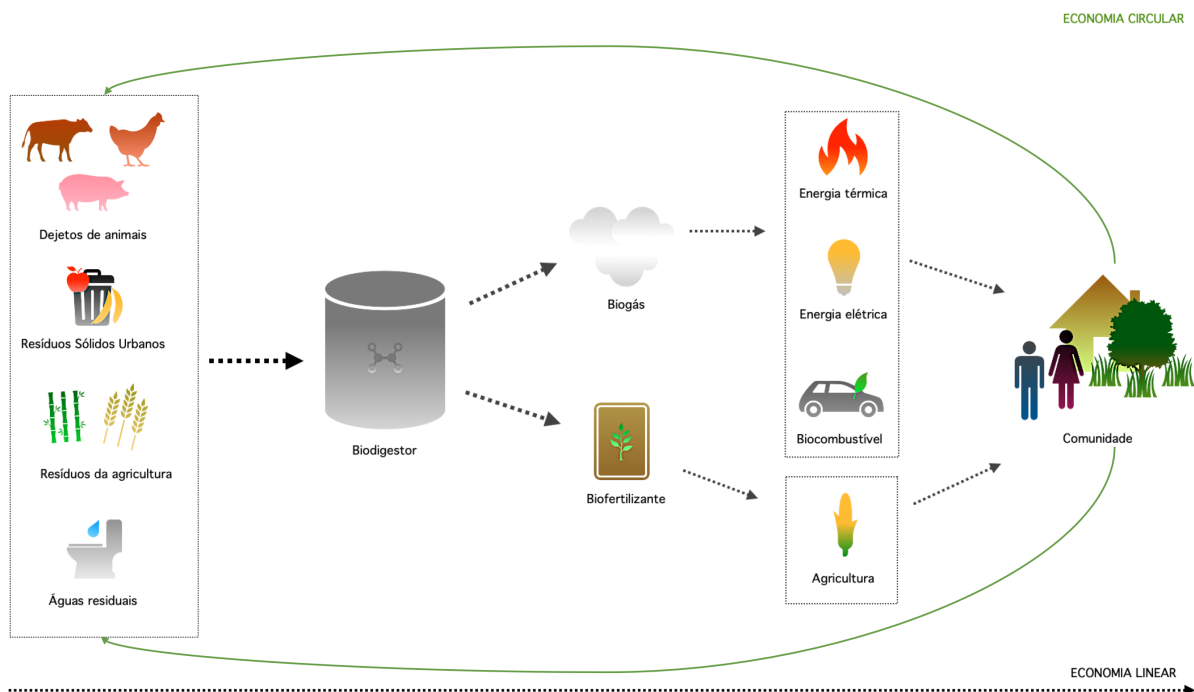 ECONOMIA CIRCULAR
Dejetos de animais
Resíduos Sólidos Urbanos
Resíduos da agricultura
Águas residuais
Biodigestor
Biogás
Biofertilizante
Energia térmica
Energia elétrica
Biocombustível
Agricultura
Comunidade
ECONOMIA LINEAR